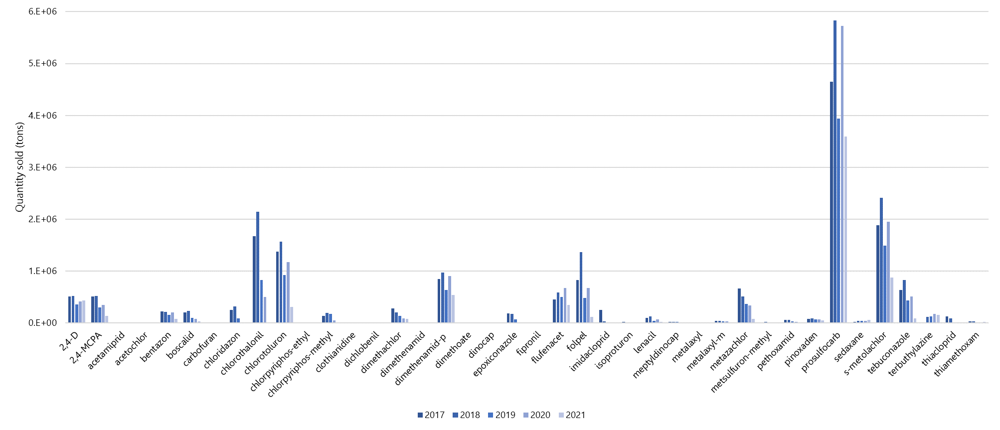 6.E+06
5.E+06
4.E+06
3.E+06
2.E+06
1.E+06
0.E+00
Quantity sold (tons)
2,4-D
2,4-MCPA
acetamiprid
acetochlor
bentazon
boscalid
carbofuran
chloridazon
chlorothalonil
chlorotoluron
chlorpyriphos-ethyl
chlorpyriphos-methyl
clothianidine
dichlobenil
dimethachlor
dimethenamid
dimethenamid-p
dimethoate
dinocap
epoxiconazole
fipronil
flufenacet
folpel
imidacloprid
isoproturon
lenacil
meptyldinocap
metalaxyl
metalaxyl-m
metazachlor
metsulfuron-methyl
pethoxamid
pinoxaden
prosulfocarb
sedaxane
s-metolachlor
tebuconazole
terbuthylazine
thiacloprid
thiamethoxam
2017 2018 2019 2020 2021